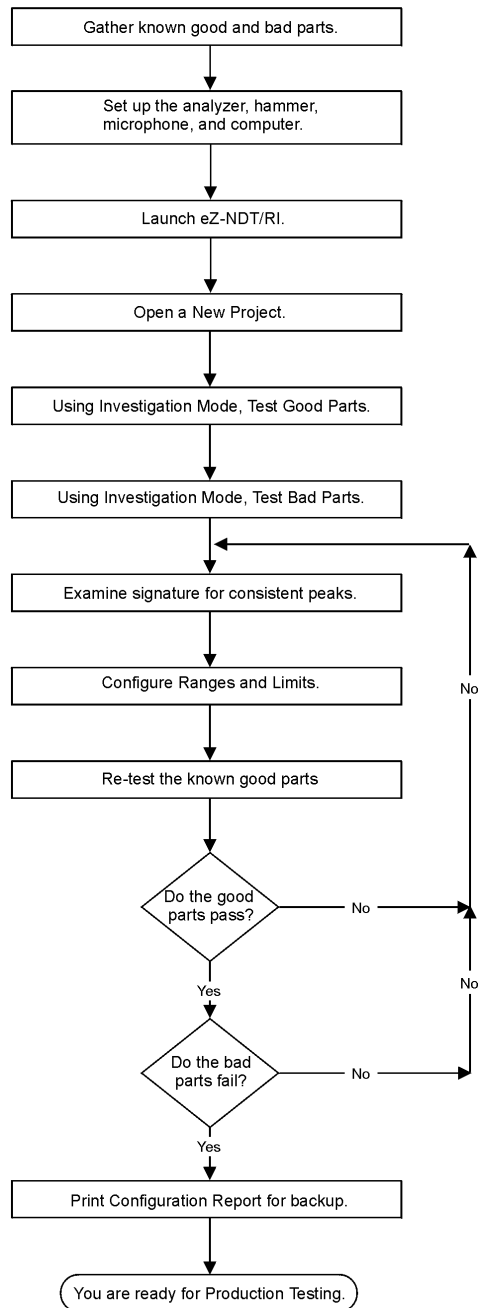 Gather known good and bad parts.
Set up the analyzer, hammer,
microphone, and computer.
Launch eZ-NDT/RI.
Open a New Project.
Using Investigation Mode, Test Good Parts.
Using Investigation Mode, Test Bad Parts.
Examine signature for consistent peaks.
Configure Ranges and Limits.
No
Re-test the known good parts
Do the good
parts pass?
No
Yes
No
Do the bad
parts fail?
No
Yes
Print Configuration Report for backup.
You are ready for Production Testing.